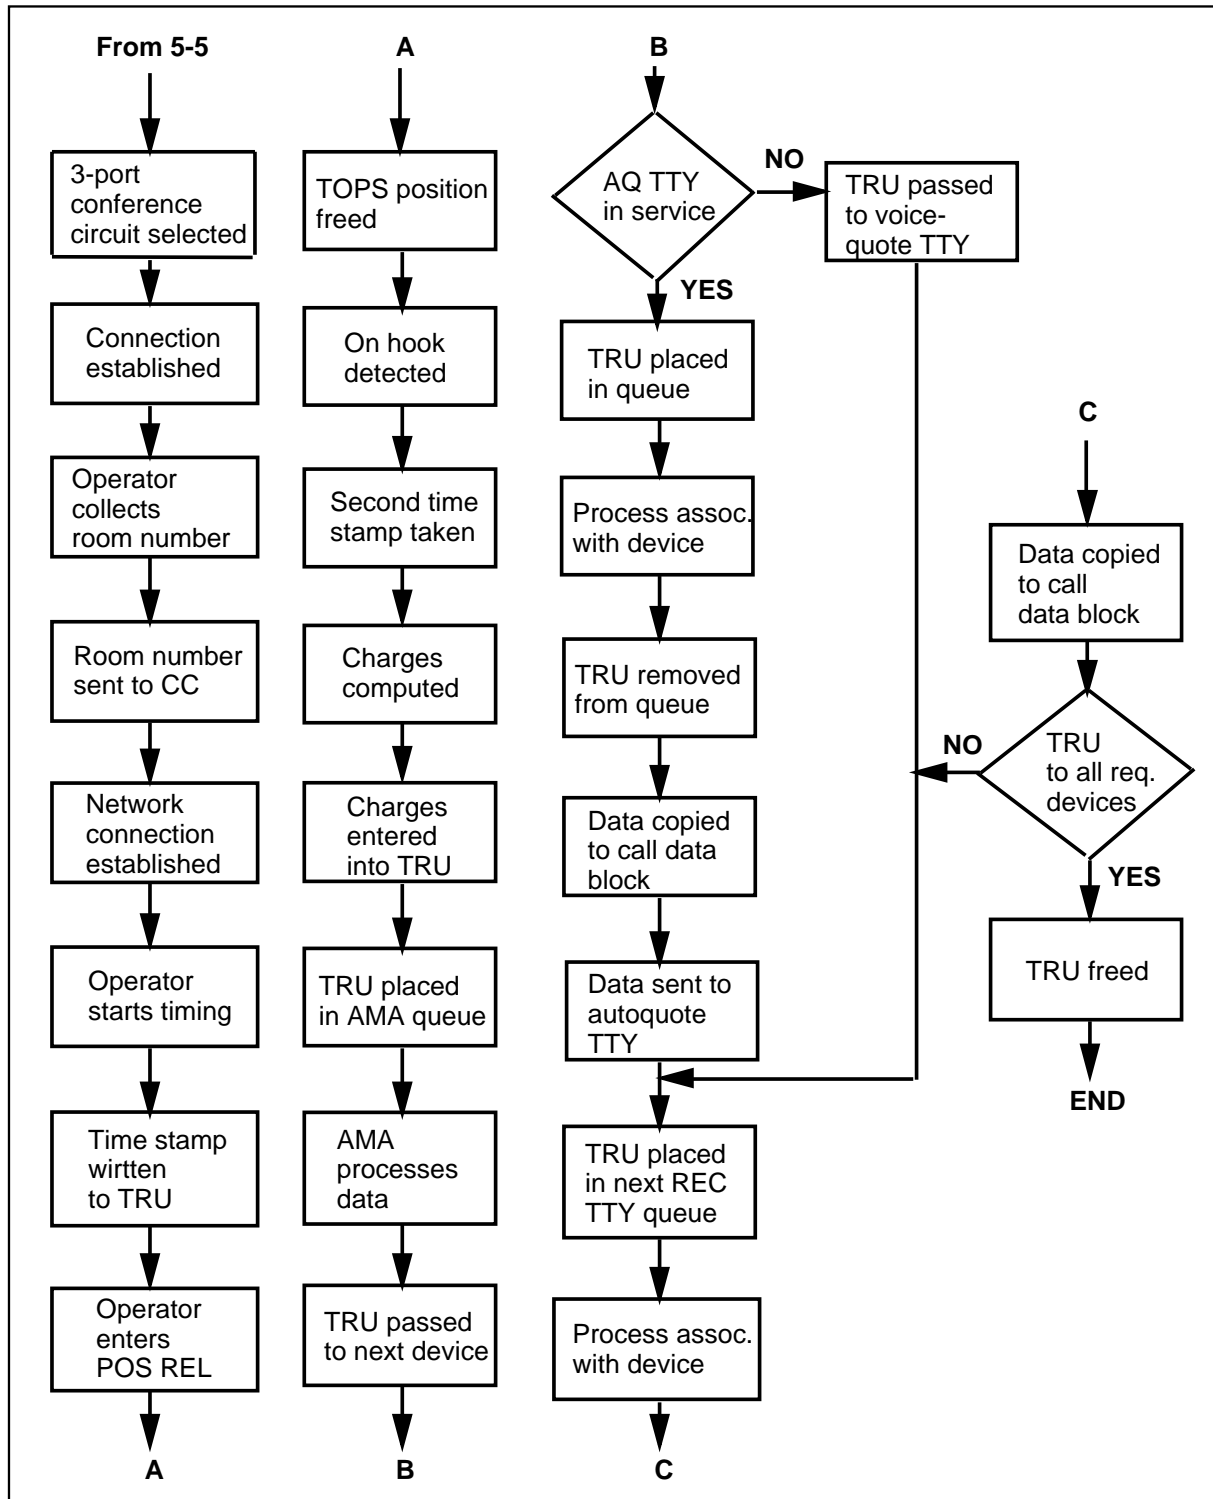 From 5-5
3-port
conference
circuit selected
Connection
established
Operator
collects
room number
Room number
sent to CC
Network
connection
established
Operator
starts timing
Time stamp
wirtten
to TRU
Operator
enters
POS REL
A
A
TOPS position
freed
On hook
detected
Second time
stamp taken
Charges
computed
Charges
entered
into TRU
TRU placed
in AMA queue
AMA
processes
data
TRU passed
to next device
B
B
AQ TTY
in service
NO
TRU passed
to voice-
quote TTY
YES
TRU placed
in queue
Process assoc.
with device
TRU removed
from queue
Data copied
to call data
block
Data sent to
autoquote
TTY
TRU placed
in next REC
TTY queue
Process assoc.
with device
C
C
Data copied
to call
data block
TRU
to all req.
devices
NO
YES
TRU freed
END